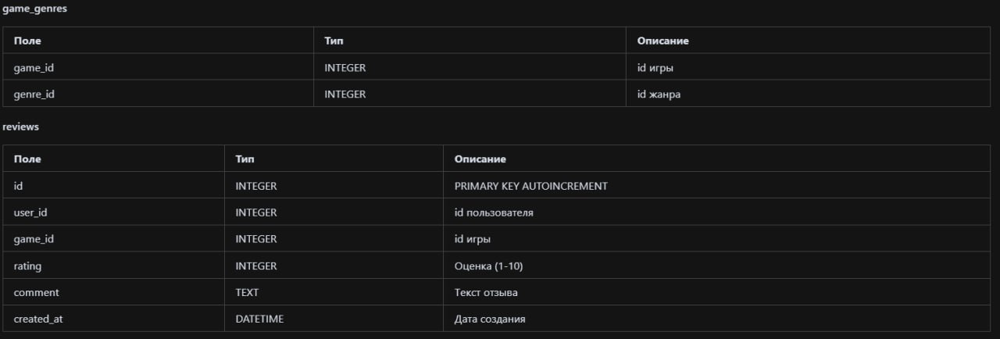 game_genres
Поле Тип Описание
game_id INTEGER id игры
genre_id INTEGER id жанра
reviews
Поле Тип Описание
id INTEGER PRIMARY KEY AUTOINCREMENT
user_id INTEGER id пользователя
game_id INTEGER id игры
rating INTEGER Оценка (1-10)
comment TEXT Текст отзыва
created_at DATETIME Дата создания